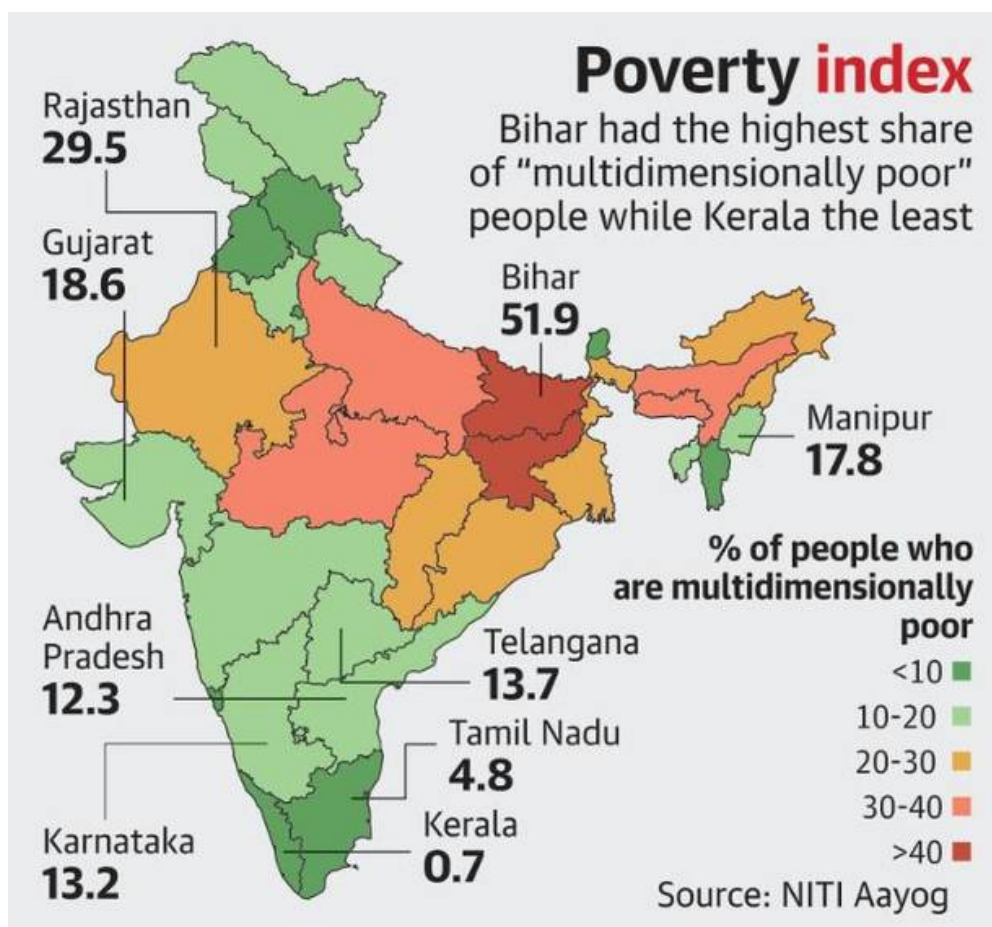 Poverty index
Bihar had the highest share
of “multidimensionally poor”
people while Kerala the least
Rajasthan
29.5
Gujarat
18.6
Bihar
51.9
Manipur
17.8
% of people who
are multidimensionally
poor
<10
10-20
20-30
30-40
>40
Andhra
Pradesh
12.3
Telangana
13.7
Tamil Nadu
4.8
Kerala
0.7
Karnataka
13.2
Source: NITI Aayog